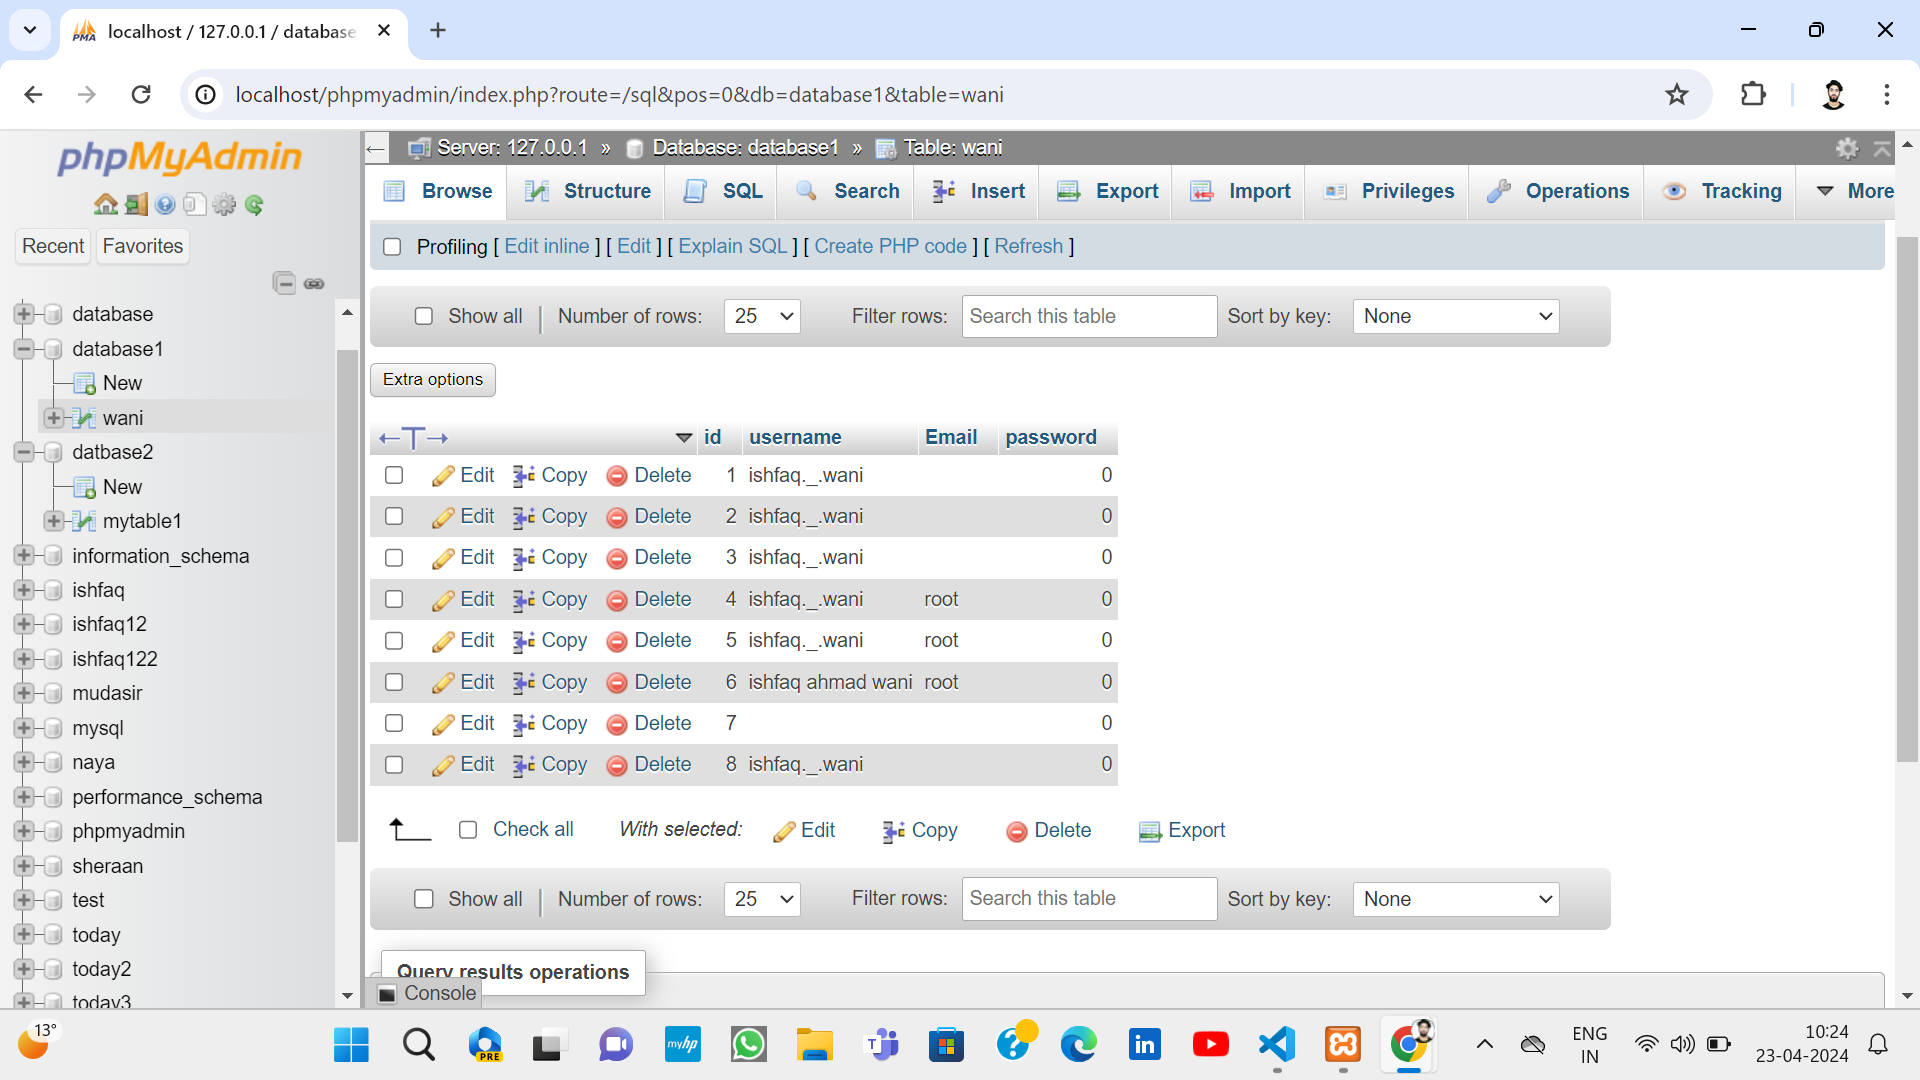 localhost / 127.0.0.1 / database
localhost/phpmyadmin/index.php?route=/sql&pos=0&db=database1&table=wani
phpMyAdmin
Recent Favorites
database
database1
New
wani
datbase2
New
mytable1
information_schema
ishfaq
ishfaq12
ishfaq122
mudasir
mysql
naya
performance_schema
phpmyadmin
sheraan
test
today
today2
today3
Server: 127.0.0.1 » Database: database1 » Table: wani
Browse Structure SQL Search Insert Export Import Privileges Operations Tracking More
Profiling [ Edit inline ] [ Edit ] [ Explain SQL ] [ Create PHP code ] [ Refresh ]
Show all Number of rows: 25 Filter rows: Search this table Sort by key: None
Extra options
id username Email password
Edit Copy Delete 1 ishfaq._.wani 0
Edit Copy Delete 2 ishfaq._.wani 0
Edit Copy Delete 3 ishfaq._.wani 0
Edit Copy Delete 4 ishfaq._.wani root 0
Edit Copy Delete 5 ishfaq._.wani root 0
Edit Copy Delete 6 ishfaq ahmad wani root 0
Edit Copy Delete 7 0
Edit Copy Delete 8 ishfaq._.wani 0
Check all With selected: Edit Copy Delete Export
Show all Number of rows: 25 Filter rows: Search this table Sort by key: None
Query results operations
Console
13°
PRE
myhp
ENG
IN
10:24
23-04-2024